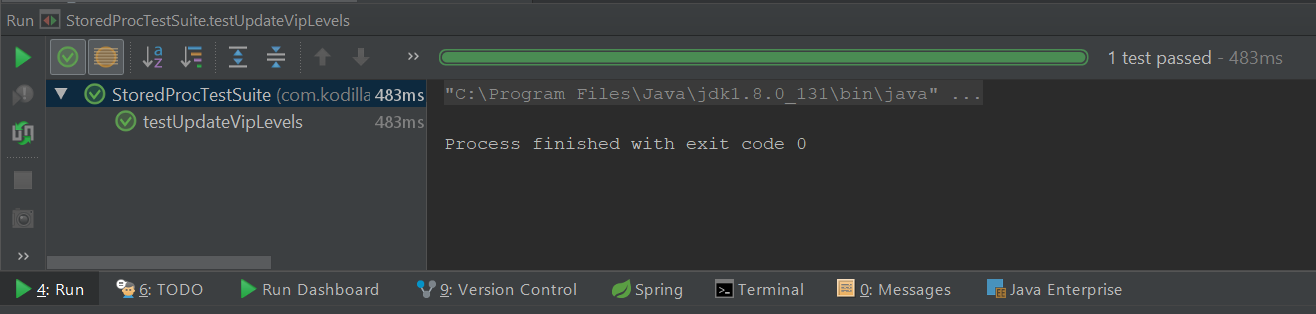 Run StoredProcTestSuite.testUpdateVipLevels
1 test passed - 483ms
StoredProcTestSuite (com.kodilla 483ms
testUpdateVipLevels 483ms
"C:\Program Files\Java\jdk1.8.0_131\bin\java" ...
Process finished with exit code 0
4: Run 6: TODO Run Dashboard 9: Version Control Spring Terminal 0: Messages Java Enterprise